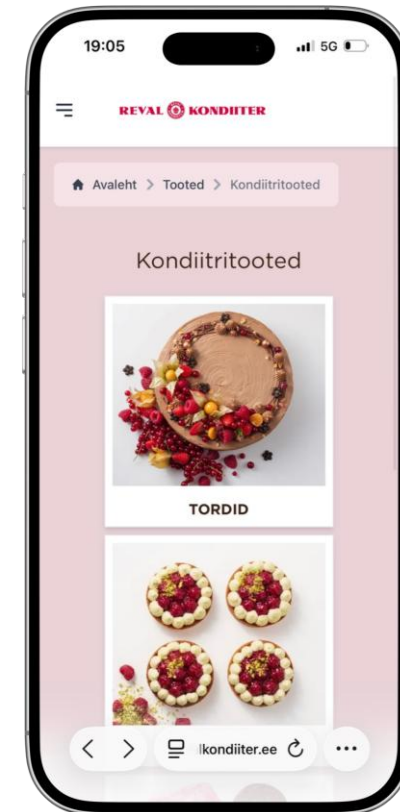 19:05
5G
REVAL KONDIITER
Avaleht > Tooted > Kondiitritooted
Kondiitritooted
TORDID
kondiiter.ee